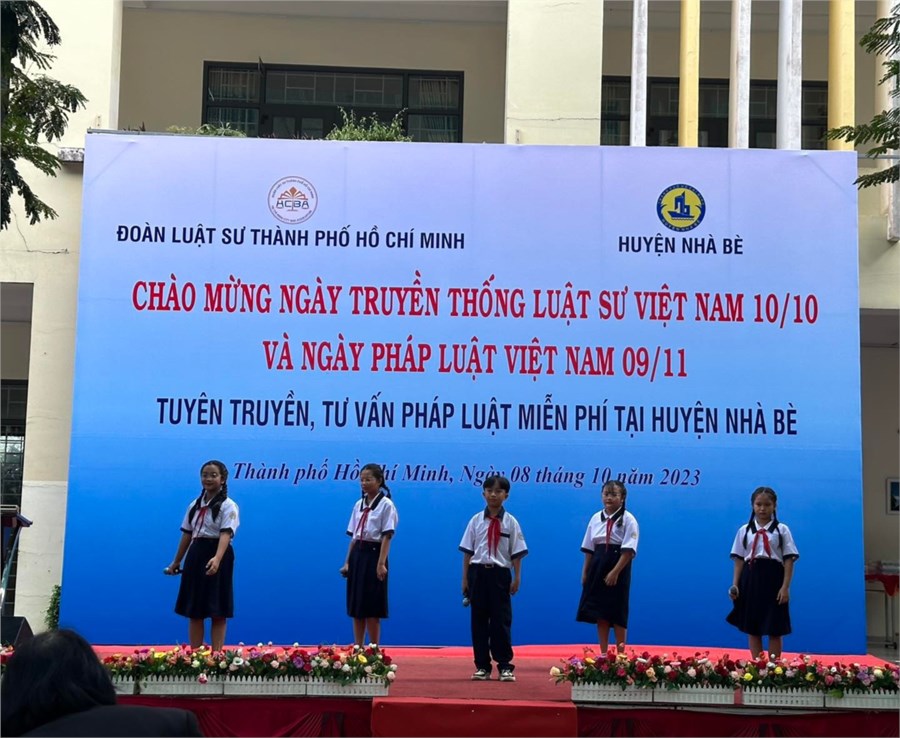 HCBA
ĐOÀN LUẬT SƯ THÀNH PHỐ HỒ CHÍ MINH
HUYỆN NHÀ BÈ
CHÀO MỪNG NGÀY TRUYỀN THỐNG LUẬT SƯ VIỆT NAM 10/10
VÀ NGÀY PHÁP LUẬT VIỆT NAM 09/11
TUYÊN TRUYỀN, TƯ VẤN PHÁP LUẬT MIỄN PHÍ TẠI HUYỆN NHÀ BÈ
Thành phố Hồ Chí Minh, Ngày 08 tháng 10 năm 2023